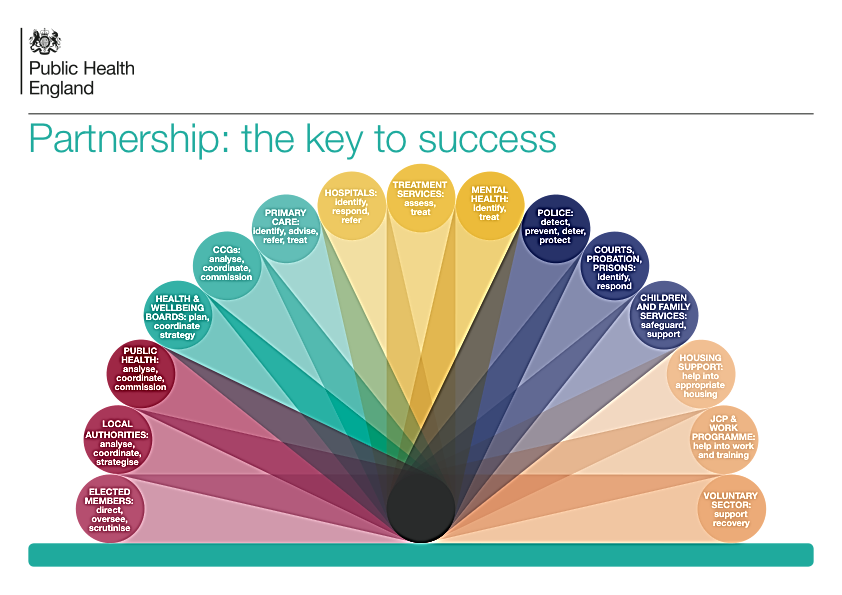 Public Health
England
Partnership: the key to success
ELECTED
MEMBERS:
direct,
oversee,
scrutinise
LOCAL
AUTHORITIES:
analyse,
coordinate,
strategise
PUBLIC
HEALTH:
analyse,
coordinate,
commission
HEALTH &
WELLBEING
BOARDS: plan,
coordinate
strategy
CCGs:
analyse,
coordinate,
commission
PRIMARY
CARE:
identify, advise,
refer, treat
HOSPITALS:
identify,
respond,
refer
TREATMENT
SERVICES:
assess,
treat
MENTAL
HEALTH:
identify,
treat
POLICE:
detect,
prevent, deter,
protect
COURTS,
PROBATION,
PRISONS:
identify,
respond
CHILDREN
AND FAMILY
SERVICES:
safeguard,
support
HOUSING
SUPPORT:
help into
appropriate
housing
JCP &
WORK
PROGRAMME:
help into work
and training
VOLUNTARY
SECTOR:
support
recovery